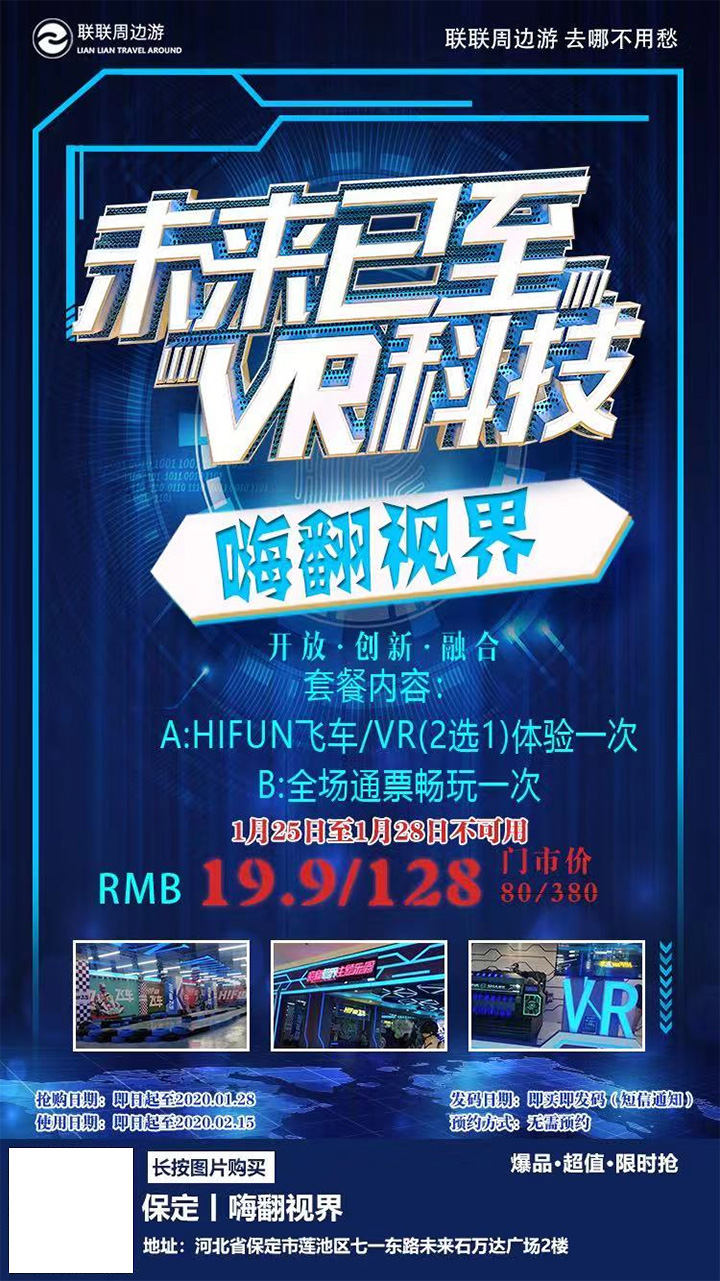 联联周边游
LIAN LIAN TRAVEL AROUND
联联周边游 去哪不用愁
未来已至
VR科技
嗨翻视界
开放·创新·融合
套餐内容：
A:HIFUN飞车/VR(2选1)体验一次
B:全场通票畅玩一次
1月25日至1月28日不可用
RMB 19.9/128
门市价
80/380
飞车
飞车
HIFUN
VR
抢购日期：即日起至2020.01.28
使用日期：即日起至2020.02.15
发码日期：即买即发码（短信通知）
预约方式：无需预约
长按图片购买
爆品·超值·限时抢
保定丨嗨翻视界
地址：河北省保定市莲池区七一东路未来石万达广场2楼